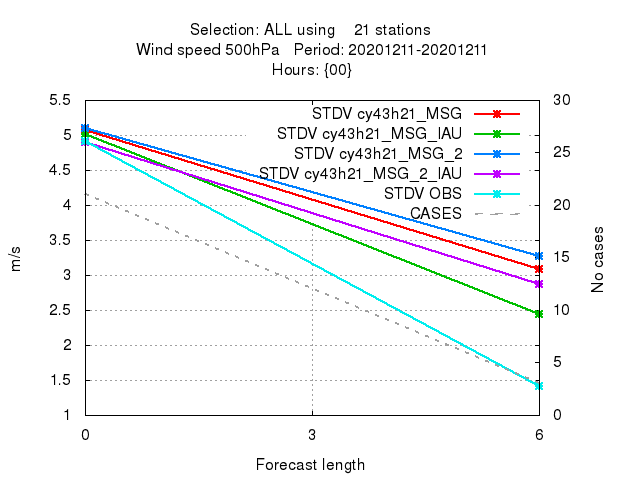 Selection: ALL using 21 stations
Wind speed 500hPa Period: 20201211-20201211
Hours: {00}
STDV cy43h21_MSG
STDV cy43h21_MSG_IAU
STDV cy43h21_MSG_2
STDV cy43h21_MSG_2_IAU
STDV OBS
CASES
m/s
5.5
5
4.5
4
3.5
3
2.5
2
1.5
1
30
25
20
15
10
5
0
No cases
0 3 6
Forecast length